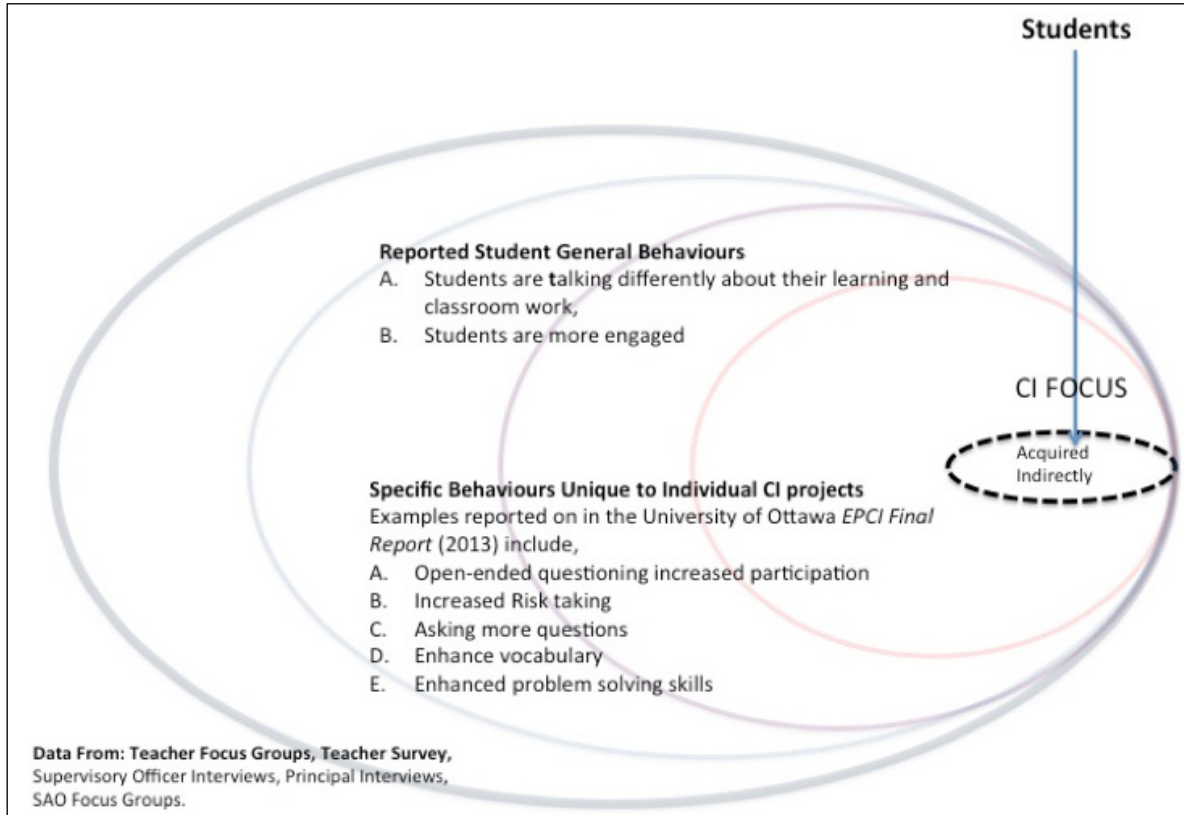 Students
Reported Student General Behaviours
A. Students are talking differently about their learning and
classroom work,
B. Students are more engaged
CI FOCUS
Acquired
Indirectly
Specific Behaviours Unique to Individual CI projects
Examples reported on in the University of Ottawa EPCI Final
Report (2013) include,
A. Open-ended questioning increased participation
B. Increased Risk taking
C. Asking more questions
D. Enhance vocabulary
E. Enhanced problem solving skills
Data From: Teacher Focus Groups, Teacher Survey,
Supervisory Officer Interviews, Principal Interviews,
SAO Focus Groups.